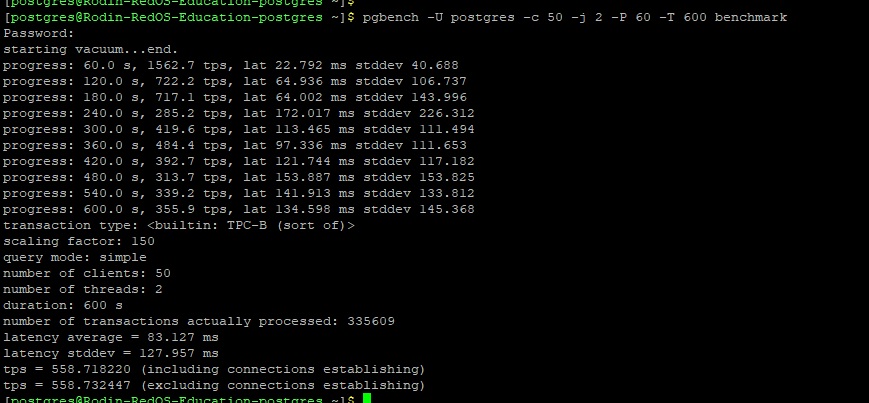 [postgres@Rodin-RedOS-Education-postgres ~]$
[postgres@Rodin-RedOS-Education-postgres ~]$ pgbench -U postgres -c 50 -j 2 -P 60 -T 600 benchmark
Password:
starting vacuum...end.
progress: 60.0 s, 1562.7 tps, lat 22.792 ms stddev 40.688
progress: 120.0 s, 722.2 tps, lat 64.936 ms stddev 106.737
progress: 180.0 s, 717.1 tps, lat 64.002 ms stddev 143.996
progress: 240.0 s, 285.2 tps, lat 172.017 ms stddev 226.312
progress: 300.0 s, 419.6 tps, lat 113.465 ms stddev 111.494
progress: 360.0 s, 484.4 tps, lat 97.336 ms stddev 111.653
progress: 420.0 s, 392.7 tps, lat 121.744 ms stddev 117.182
progress: 480.0 s, 313.7 tps, lat 153.887 ms stddev 153.825
progress: 540.0 s, 339.2 tps, lat 141.913 ms stddev 133.812
progress: 600.0 s, 355.9 tps, lat 134.598 ms stddev 145.368
transaction type: <builtin: TPC-B (sort of)>
scaling factor: 150
query mode: simple
number of clients: 50
number of threads: 2
duration: 600 s
number of transactions actually processed: 335609
latency average = 83.127 ms
latency stddev = 127.957 ms
tps = 558.718220 (including connections establishing)
tps = 558.732447 (excluding connections establishing)
[postgres@Rodin-RedOS-Education-postgres ~]$